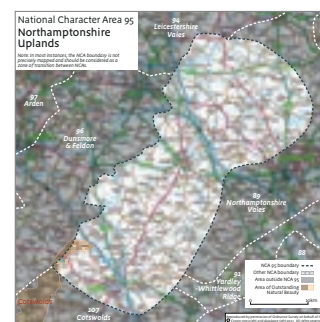 National Character Area 95
Northamptonshire
Uplands
Note: In most instances, the NCA boundary is not
precisely mapped and should be considered as a
zone of transition between NCAs.
94
Leicestershire
Vales
97
Arden
96
Dunsmore
& Feldon
89
Northamptonshire
Vales
88
91
Yardley
Whittlewood
Ridge
107
Cotswolds
Cotswolds
NCA 95 boundary
Other NCA boundary
Area outside NCA 95
Area of Outstanding
Natural Beauty
0 10km